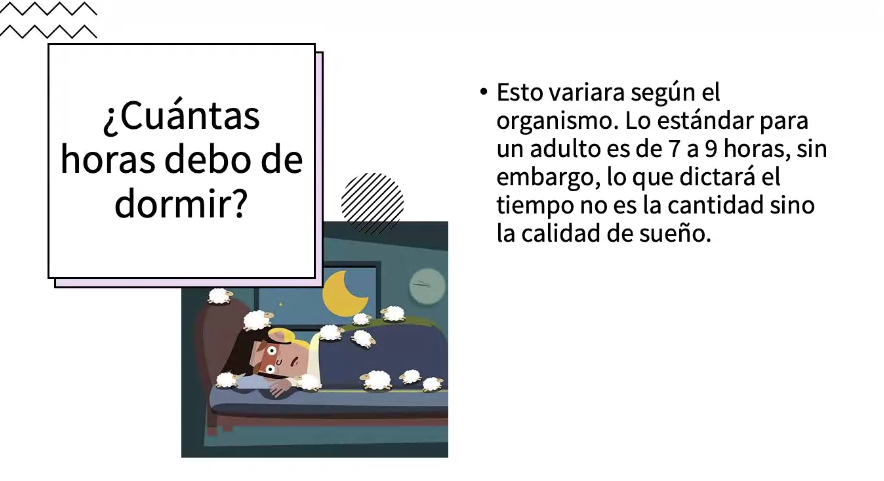 ¿Cuántas
horas debo de
dormir?
• Esto variara según el
organismo. Lo estándar para
un adulto es de 7 a 9 horas, sin
embargo, lo que dictará el
tiempo no es la cantidad sino
la calidad de sueño.